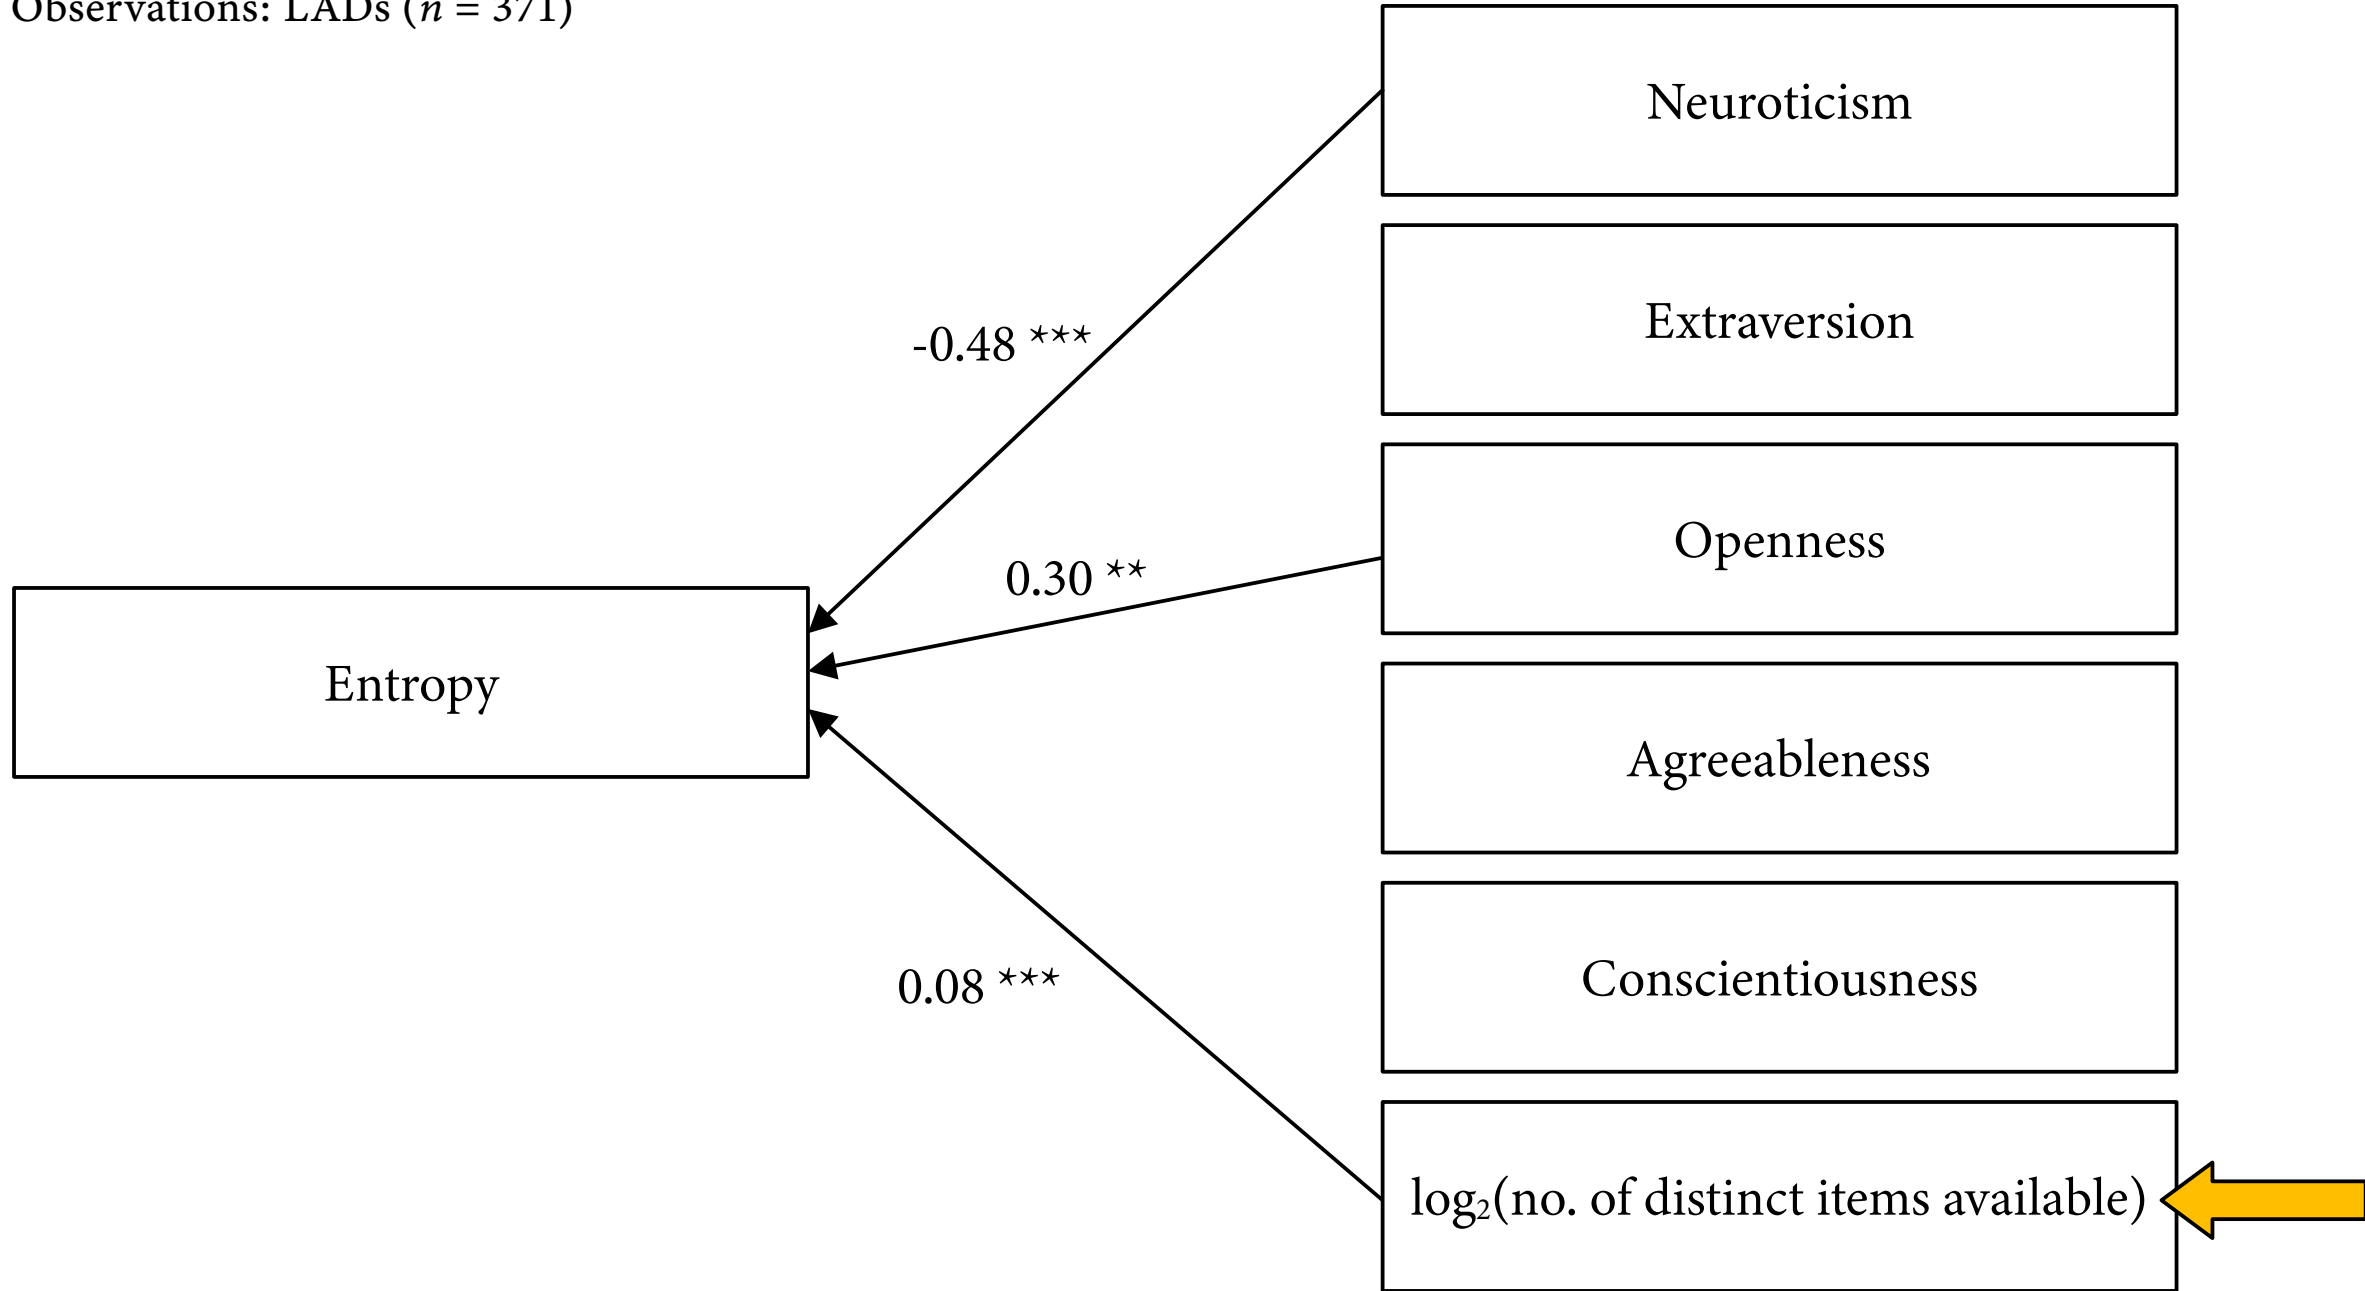 Observations: LADs (n = 371)
Neuroticism
Extraversion
-0.48 ***
Openness
0.30 **
Entropy
Agreeableness
Conscientiousness
0.08 ***
log₂(no. of distinct items available)